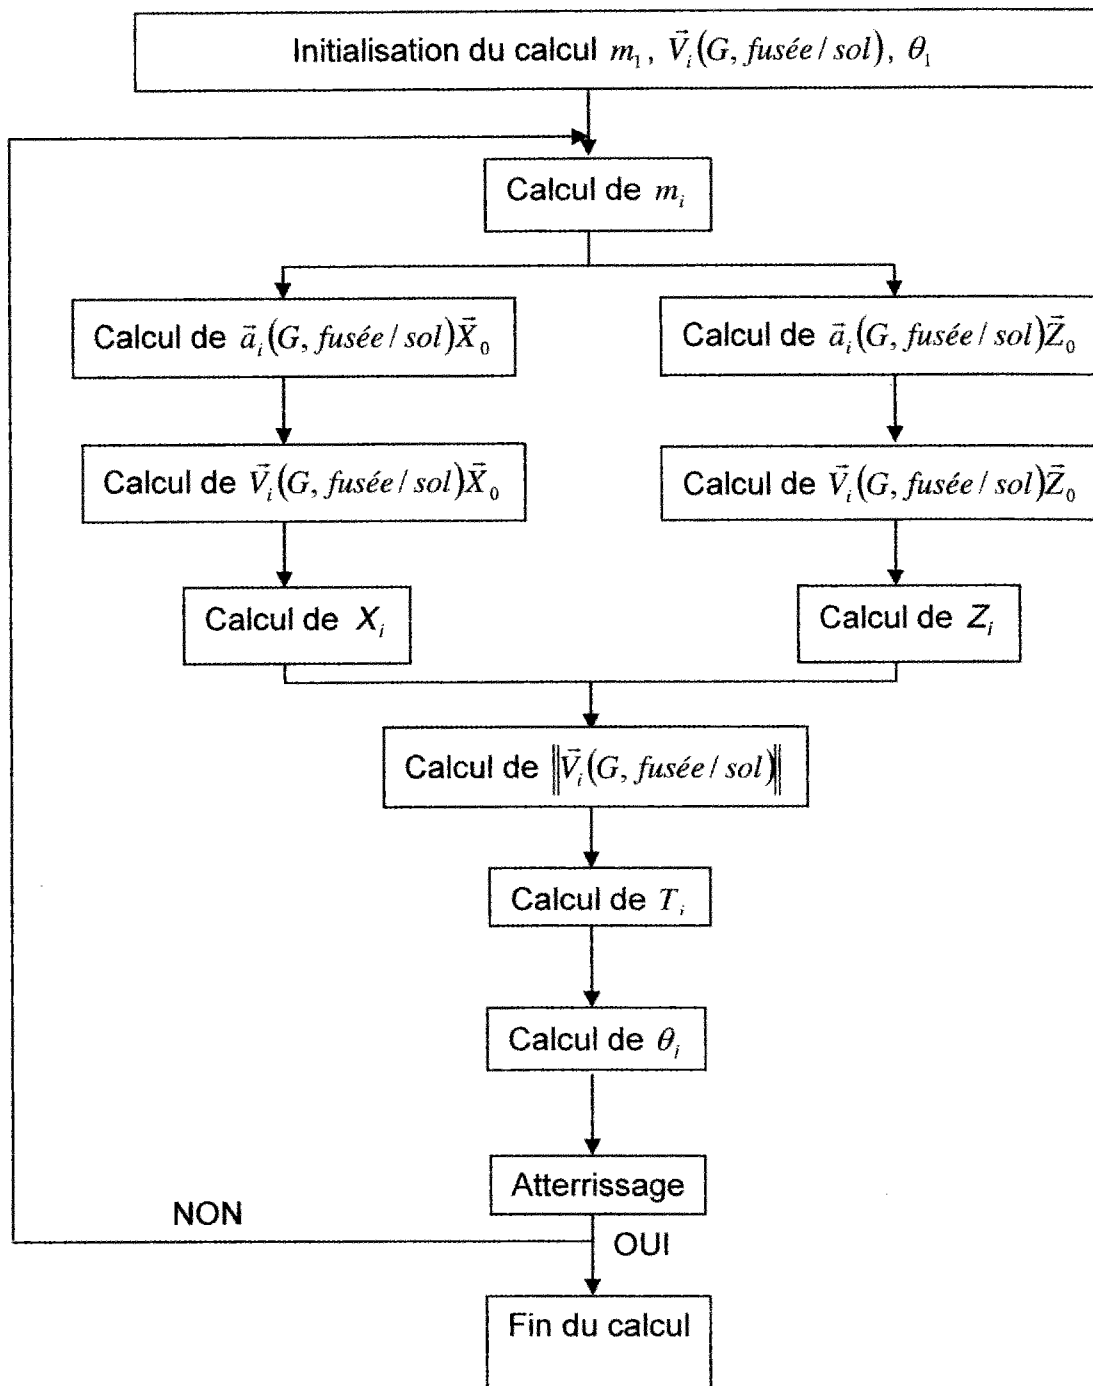 Initialisation du calcul m₁, V⃗ᵢ(G, fusée / sol), θ₁
Calcul de mᵢ
Calcul de a⃗ᵢ(G, fusée / sol)X⃗₀
Calcul de a⃗ᵢ(G, fusée / sol)Z⃗₀
Calcul de V⃗ᵢ(G, fusée / sol)X⃗₀
Calcul de V⃗ᵢ(G, fusée / sol)Z⃗₀
Calcul de Xᵢ
Calcul de Zᵢ
Calcul de ‖V⃗ᵢ(G, fusée / sol)‖
Calcul de Tᵢ
Calcul de θᵢ
Atterrissage
NON
OUI
Fin du calcul